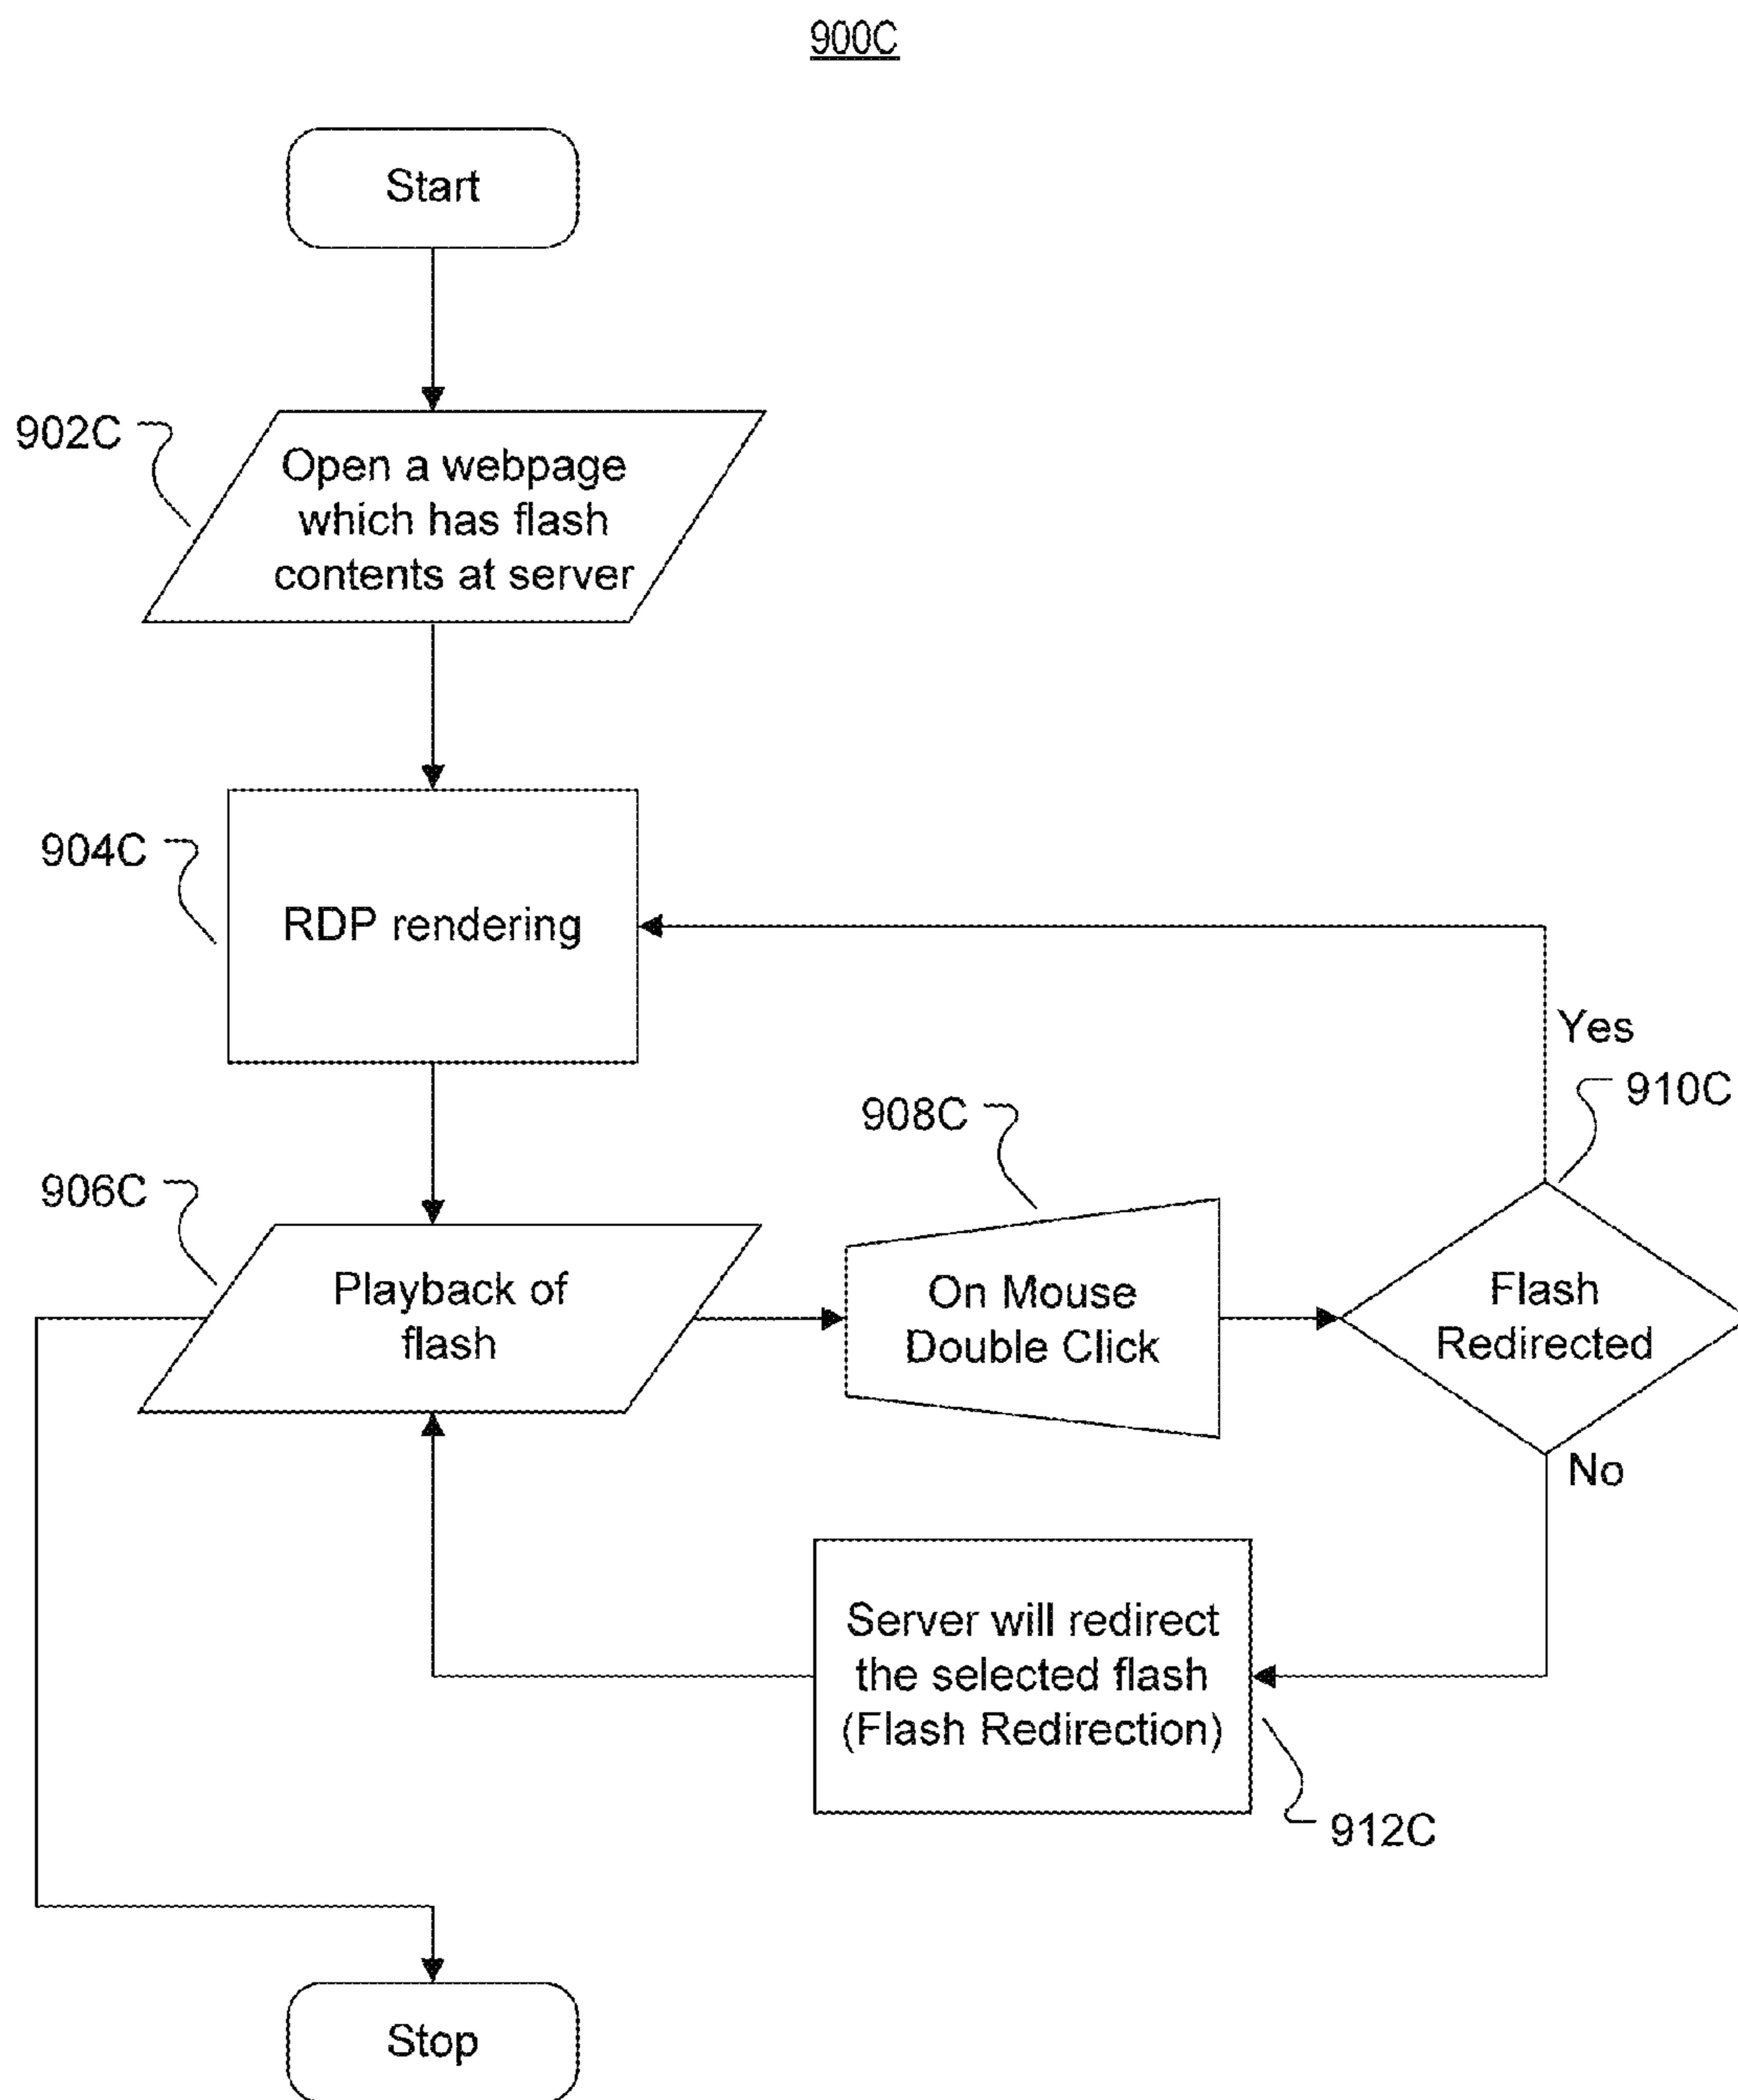 900C
Start
902C
Open a webpage
which has flash
contents at server
904C
RDP rendering
Yes
910C
908C
906C
Playback of
flash
On Mouse
Double Click
Flash
Redirected
No
Server will redirect
the selected flash
(Flash Redirection)
912C
Stop